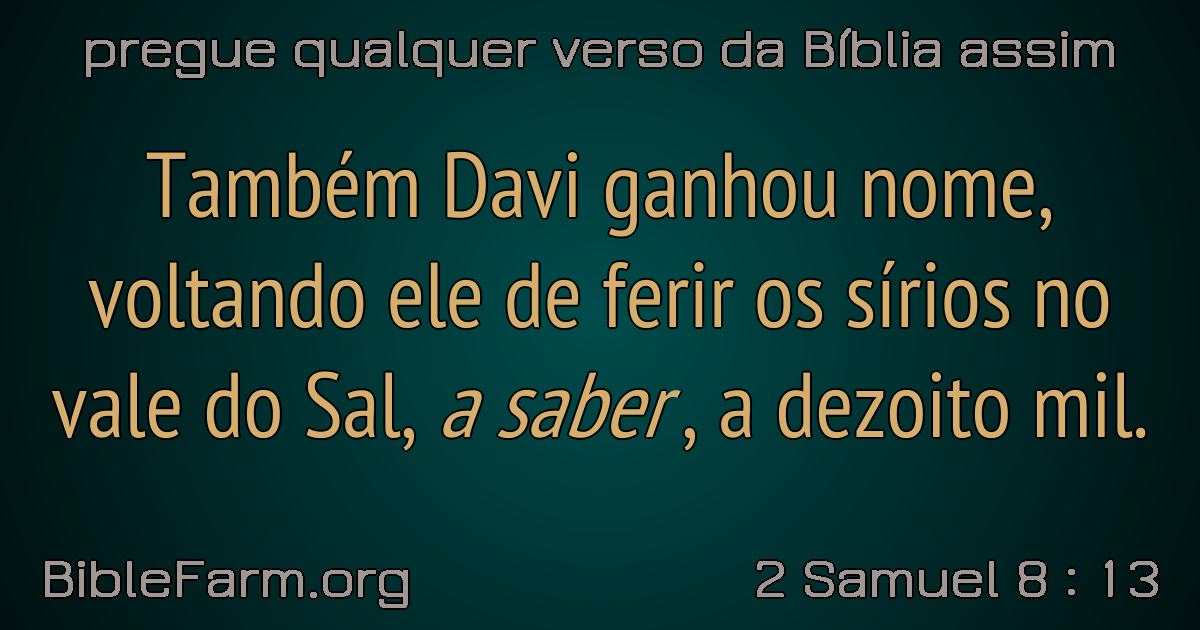 pregue qualquer verso da Bíblia assim
Também Davi ganhou nome,
voltando ele de ferir os sírios no
vale do Sal, a saber, a dezoito mil.
BibleFarm.org
2 Samuel 8 : 13